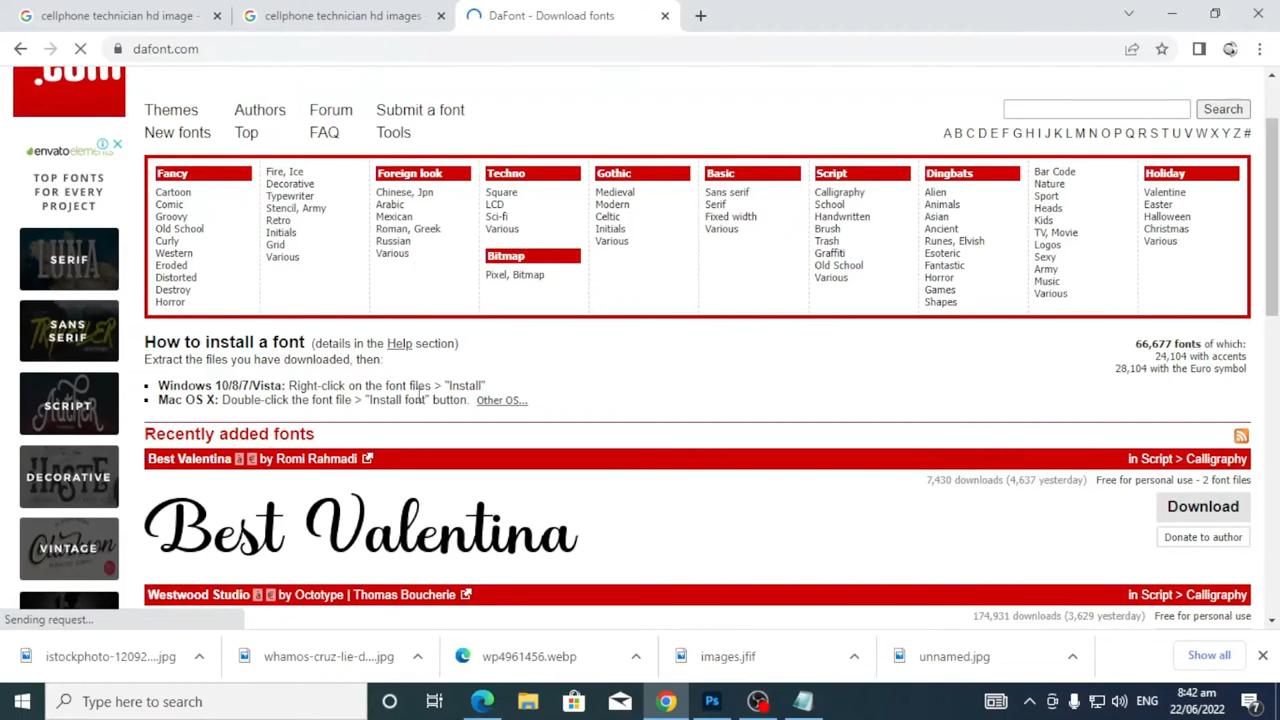 cellphone technician hd image -
cellphone technician hd images -
DaFont - Download fonts
dafont.com
.com
Themes Authors Forum Submit a font
New fonts Top FAQ Tools
Search
A B C D E F G H I J K L M N O P Q R S T U V W X Y Z #
envatoelements
TOP FONTS
FOR EVERY
PROJECT
SERIF
SANS
SERIF
SCRIPT
DECORATIVE
VINTAGE
Fancy
Cartoon
Comic
Groovy
Old School
Curly
Western
Eroded
Distorted
Destroy
Horror
Fire, Ice
Decorative
Typewriter
Stencil, Army
Retro
Initials
Grid
Various
Foreign look
Chinese, Jpn
Arabic
Mexican
Roman, Greek
Russian
Various
Techno
Square
LCD
Sci-fi
Various
Bitmap
Pixel, Bitmap
Gothic
Medieval
Modern
Celtic
Initials
Various
Basic
Sans serif
Serif
Fixed width
Various
Script
Calligraphy
School
Handwritten
Brush
Trash
Graffiti
Old School
Various
Dingbats
Alien
Animals
Asian
Ancient
Runes, Elvish
Esoteric
Fantastic
Horror
Games
Shapes
Bar Code
Nature
Sport
Heads
Kids
TV, Movie
Logos
Sexy
Army
Music
Various
Holiday
Valentine
Easter
Halloween
Christmas
Various
How to install a font (details in the Help section)
Extract the files you have downloaded, then:
Windows 10/8/7/Vista: Right-click on the font files > "Install"
Mac OS X: Double-click the font file > "Install font" button. Other OS...
66,677 fonts of which:
24,104 with accents
28,104 with the Euro symbol
Recently added fonts
Best Valentina à € by Romi Rahmadi in Script > Calligraphy
7,430 downloads (4,637 yesterday) Free for personal use - 2 font files
Best Valentina
Download
Donate to author
Westwood Studio à € by Octotype | Thomas Boucherie in Script > Calligraphy
174,931 downloads (3,629 yesterday) Free for personal use
Sending request...
istockphoto-12092....jpg
whamos-cruz-lie-d....jpg
wp4961456.webp
images.jfif
unnamed.jpg
Show all
Type here to search
Ps
ENG
8:42 am
22/06/2022
7